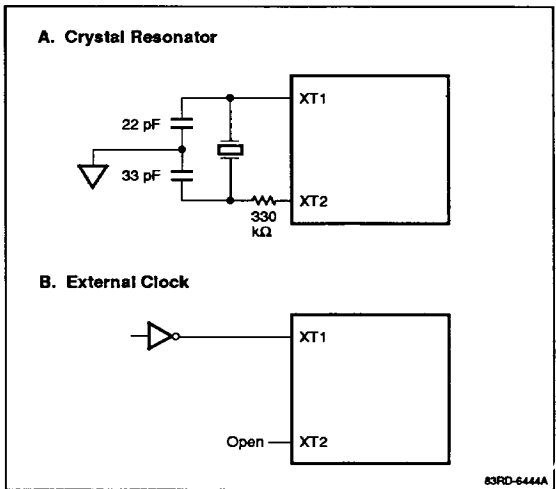 A. Crystal Resonator
XT1
22 pF
33 pF
XT2
330
kΩ
B. External Clock
XT1
Open
XT2
83RD-6444A